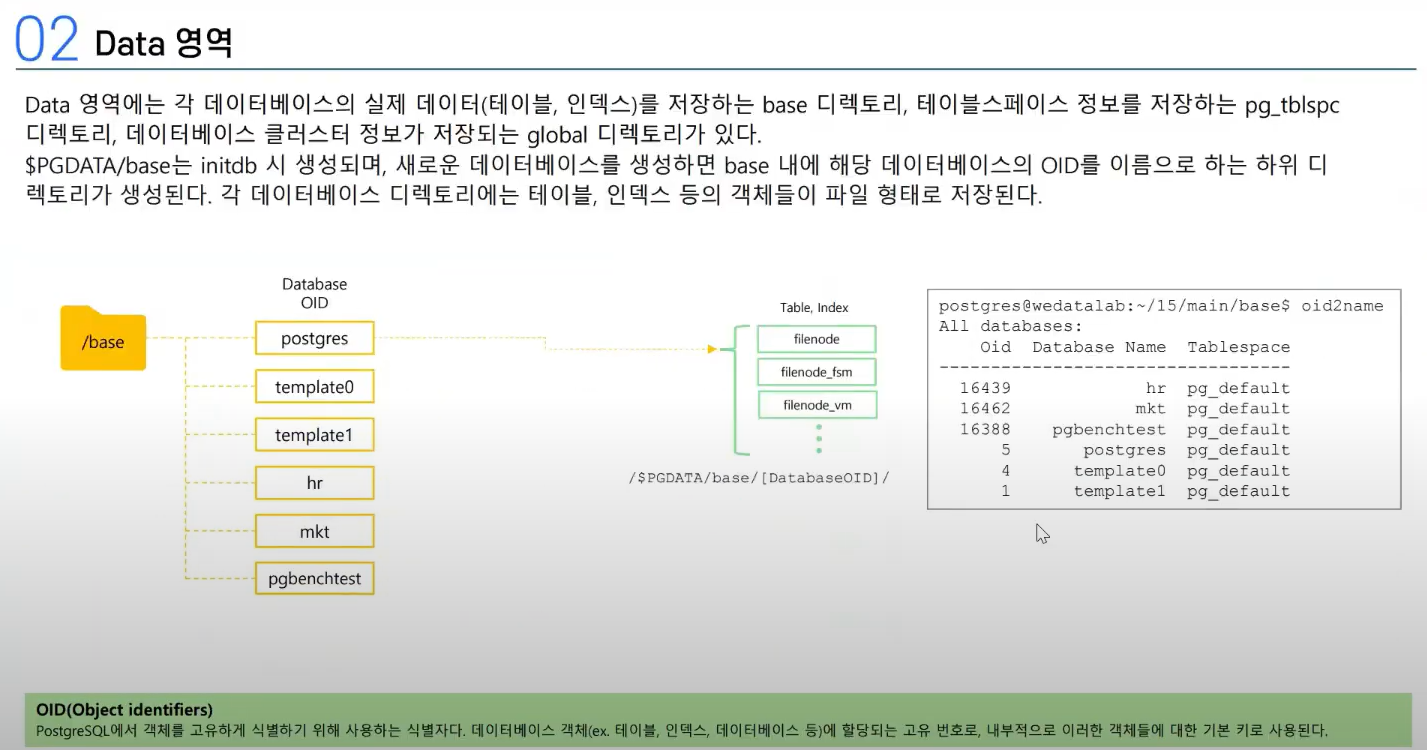 02 Data 영역
Data 영역에는 각 데이터베이스의 실제 데이터(테이블, 인덱스)를 저장하는 base 디렉토리, 테이블스페이스 정보를 저장하는 pg_tblspc
디렉토리, 데이터베이스 클러스터 정보가 저장되는 global 디렉토리가 있다.
$PGDATA/base는 initdb 시 생성되며, 새로운 데이터베이스를 생성하면 base 내에 해당 데이터베이스의 OID를 이름으로 하는 하위 디
렉토리가 생성된다. 각 데이터베이스 디렉토리에는 테이블, 인덱스 등의 객체들이 파일 형태로 저장된다.
/base
Database
OID
postgres
template0
template1
hr
mkt
pgbenchtest
Table, Index
filenode
filenode_fsm
filenode_vm
/$PGDATA/base/[DatabaseOID]/
postgres@wedatalab:~/15/main/base$ oid2name
All databases:
Oid Database Name Tablespace
----------------------------------
16439 hr pg_default
16462 mkt pg_default
16388 pgbenchtest pg_default
5 postgres pg_default
4 template0 pg_default
1 template1 pg_default
OID(Object identifiers)
PostgreSQL에서 객체를 고유하게 식별하기 위해 사용하는 식별자다. 데이터베이스 객체(ex. 테이블, 인덱스, 데이터베이스 등)에 할당되는 고유 번호로, 내부적으로 이러한 객체들에 대한 기본 키로 사용된다.